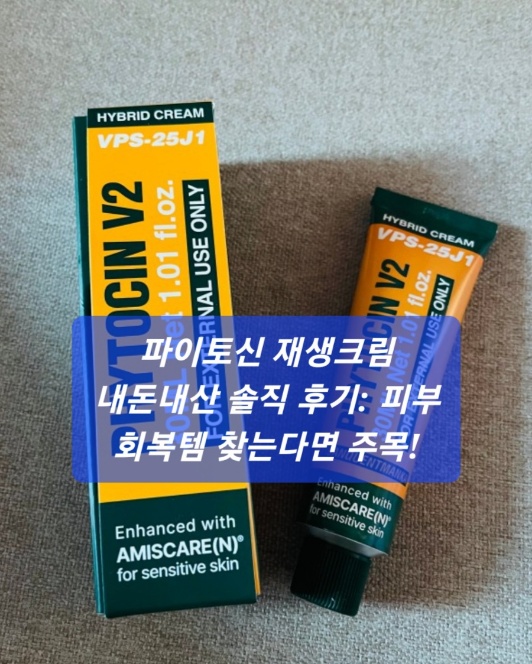 HYBRID CREAM
VPS-25J1
PHYTOCIN V2
Net 1.01 fl.oz.
FOR EXTERNAL USE ONLY
Enhanced with
AMISCARE(N)®
for sensitive skin
HYBRID CREAM
VPS-25J1
PHYTOCIN V2
Net 1.01 fl.oz.
FOR EXTERNAL USE ONLY
Enhanced with
AMISCARE(N)®
for sensitive skin
파이토신 재생크림
내돈내산 솔직 후기: 피부
회복템 찾는다면 주목!